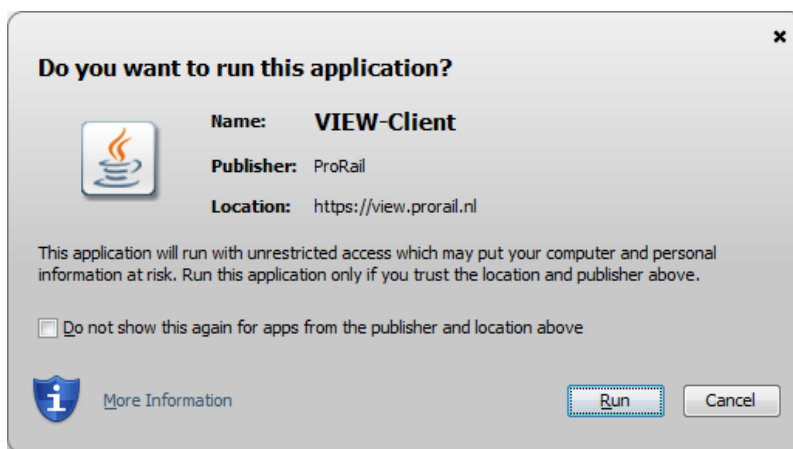 Do you want to run this application?
Name: VIEW-Client
Publisher: ProRail
Location: https://view.prorail.nl
This application will run with unrestricted access which may put your computer and personal
information at risk. Run this application only if you trust the location and publisher above.
Do not show this again for apps from the publisher and location above
More Information
Run Cancel